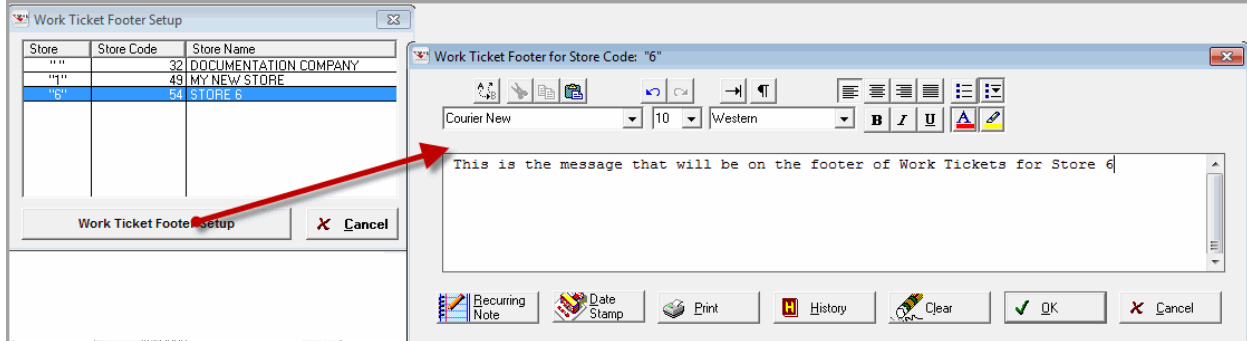 Work Ticket Footer Setup
Store Store Code Store Name
" " 32 DOCUMENTATION COMPANY
"1" 49 MY NEW STORE
"6" 54 STORE 6
Work Ticket Footer Setup
Cancel
Work Ticket Footer for Store Code: "6"
Courier New 10 Western B I U A
This is the message that will be on the footer of Work Tickets for Store 6
Recurring Note
Date Stamp
Print
History
Clear
OK
Cancel